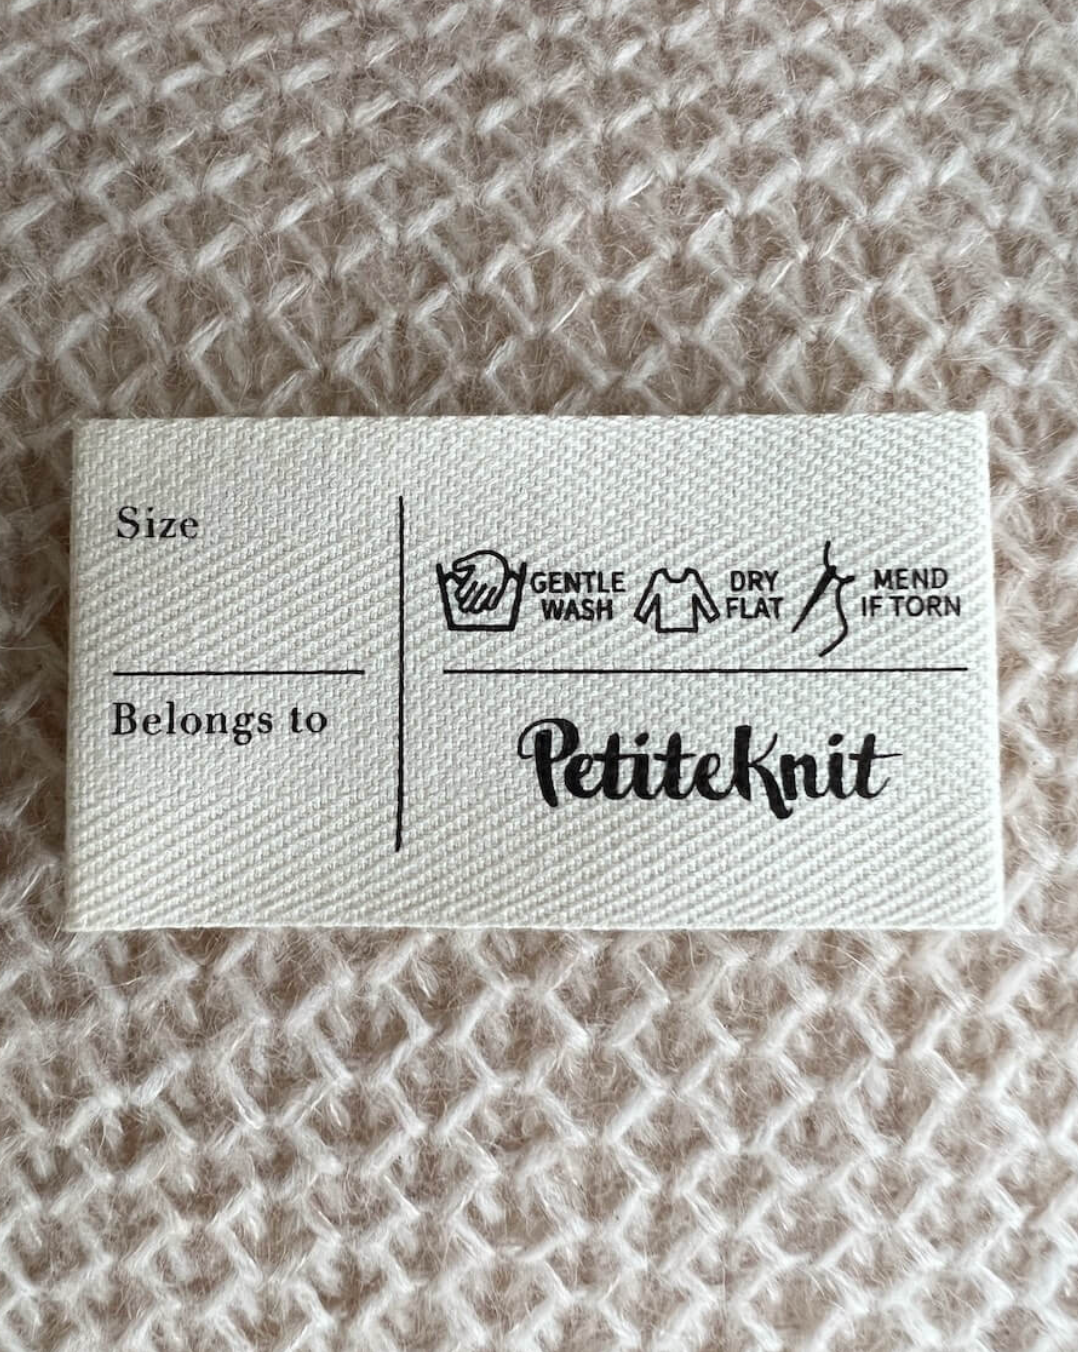 Size
Belongs to
GENTLE
WASH
DRY
FLAT
MEND
IF TORN
PetiteKnit